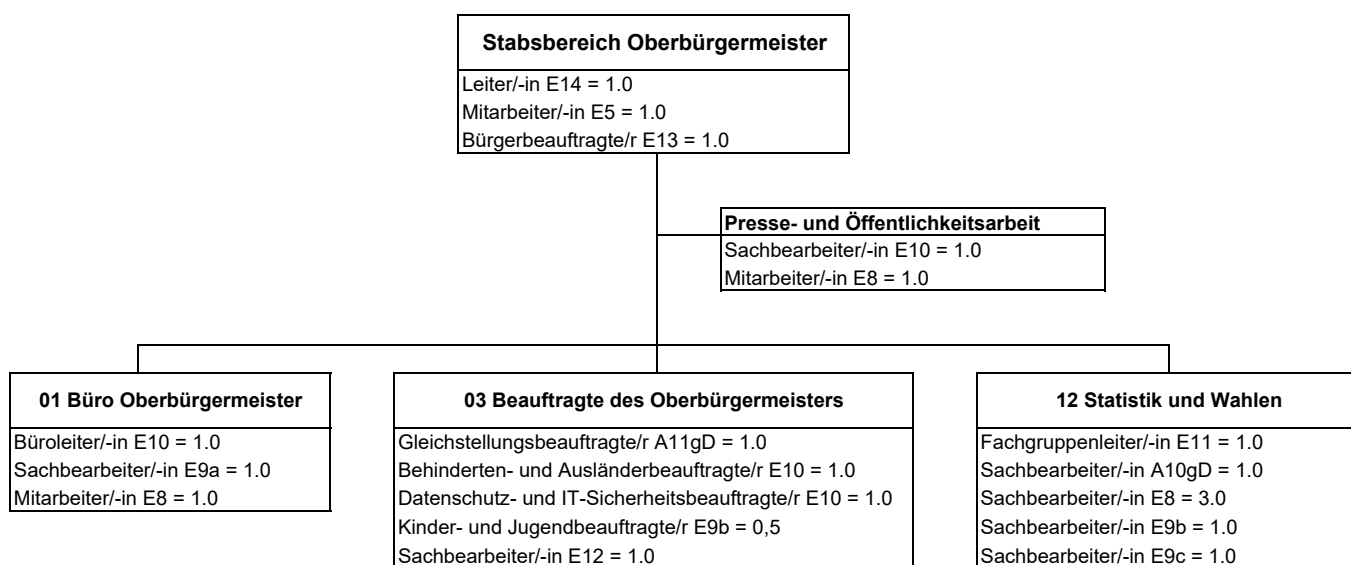 Stabsbereich Oberbürgermeister
Leiter/-in E14 = 1.0
Mitarbeiter/-in E5 = 1.0
Bürgerbeauftragte/r E13 = 1.0
Presse- und Öffentlichkeitsarbeit
Sachbearbeiter/-in E10 = 1.0
Mitarbeiter/-in E8 = 1.0
01 Büro Oberbürgermeister
Büroleiter/-in E10 = 1.0
Sachbearbeiter/-in E9a = 1.0
Mitarbeiter/-in E8 = 1.0
03 Beauftragte des Oberbürgermeisters
Gleichstellungsbeauftragte/r A11gD = 1.0
Behinderten- und Ausländerbeauftragte/r E10 = 1.0
Datenschutz- und IT-Sicherheitsbeauftragte/r E10 = 1.0
Kinder- und Jugendbeauftragte/r E9b = 0,5
Sachbearbeiter/-in E12 = 1.0
12 Statistik und Wahlen
Fachgruppenleiter/-in E11 = 1.0
Sachbearbeiter/-in A10gD = 1.0
Sachbearbeiter/-in E8 = 3.0
Sachbearbeiter/-in E9b = 1.0
Sachbearbeiter/-in E9c = 1.0